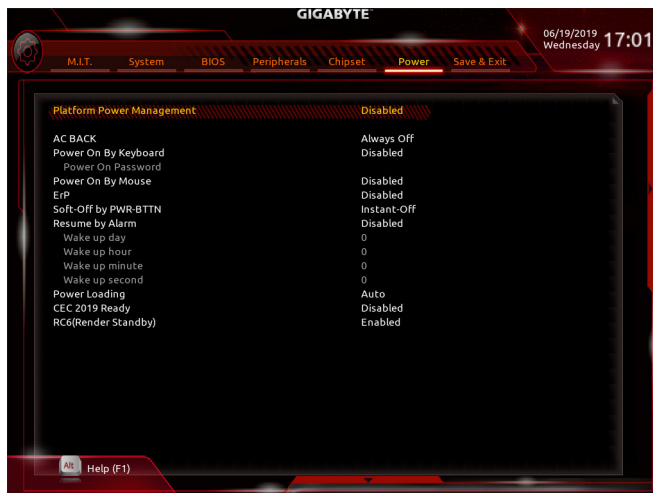 GIGABYTE™
06/19/2019
Wednesday 17:01
M.I.T. System BIOS Peripherals Chipset Power Save & Exit
Platform Power Management Disabled
AC BACK Always Off
Power On By Keyboard Disabled
Power On Password
Power On By Mouse Disabled
ErP Disabled
Soft-Off by PWR-BTTN Instant-Off
Resume by Alarm Disabled
Wake up day 0
Wake up hour 0
Wake up minute 0
Wake up second 0
Power Loading Auto
CEC 2019 Ready Disabled
RC6(Render Standby) Enabled
Alt Help (F1)